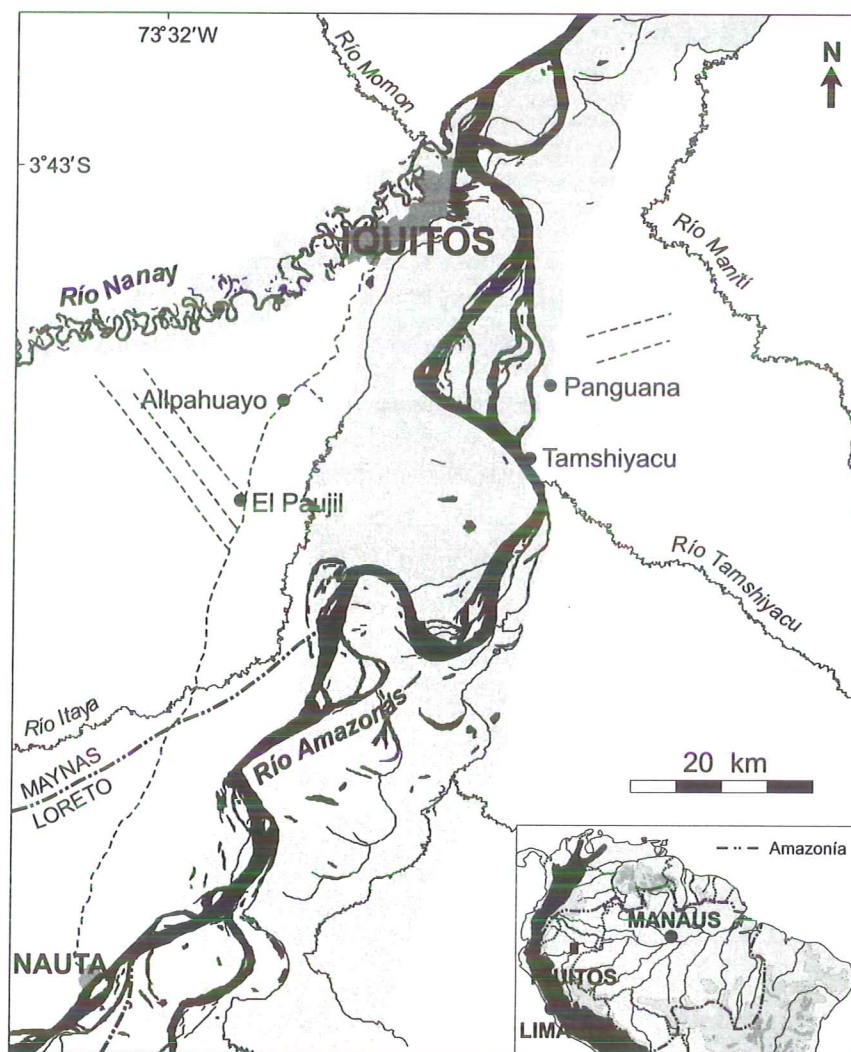 73°32'W
N
Río Momon
3°43'S
IQUITOS
Río Nanay
Río Maniti
Allpahuayo
Panguana
Tamshiyacu
El Paujil
Río Tamshiyacu
Río Itaya
Río Amazonas
MAYNAS
LORETO
20 km
Amazonía
MANAUS
NAUTA
UITOS
LIMA